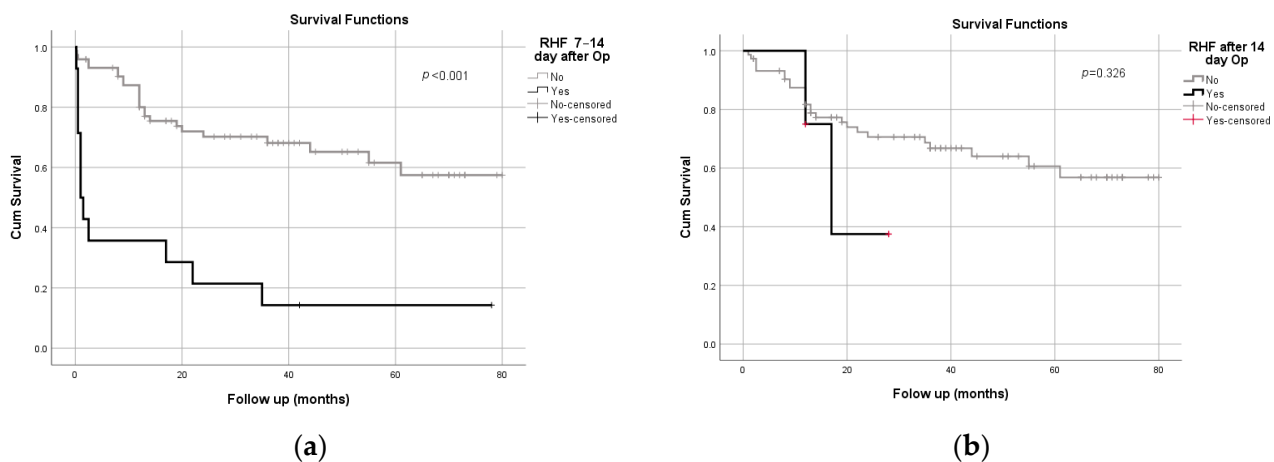 Survival Functions
RHF 7–14
day after Op
No
Yes
No-censored
Yes-censored
p<0.001
1.0
0.8
0.6
0.4
0.2
0.0
Cum Survival
0 20 40 60 80
Follow up (months)
(a)
Survival Functions
RHF after 14
day Op
No
Yes
No-censored
Yes-censored
p=0.326
1.0
0.8
0.6
0.4
0.2
0.0
Cum Survival
0 20 40 60 80
Follow up (months)
(b)